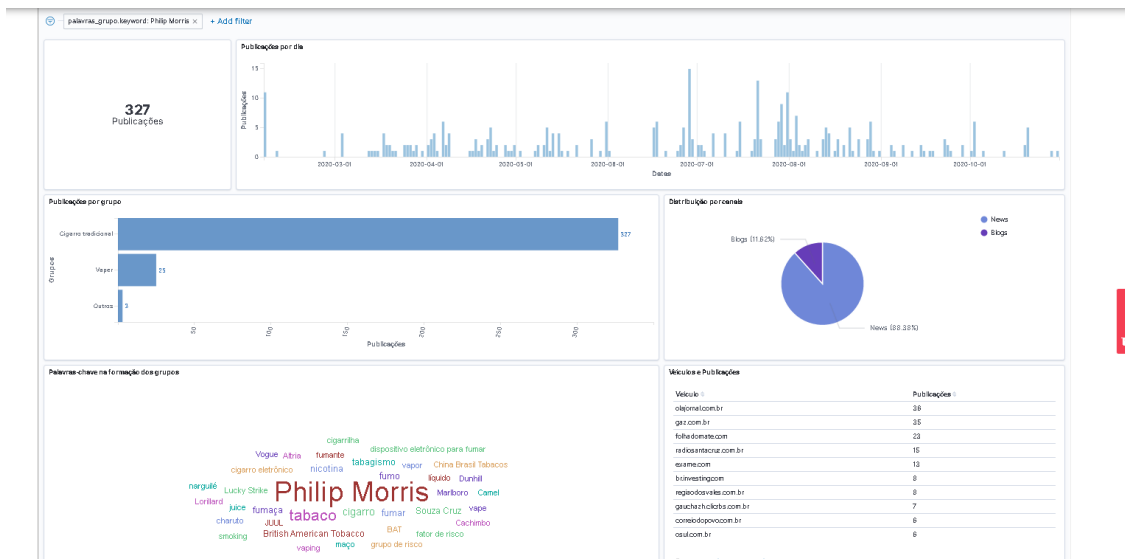 palavras_grupo.keyword: Philip Morris ×
+ Add filter
327
Publicações
Publicações por dia
Publicações
15
10
5
0
2020-03-01
2020-04-01
2020-05-01
2020-06-01
2020-07-01
2020-08-01
2020-09-01
2020-10-01
Datas
Publicações por grupo
Grupos
Cigarro tradicional
327
Vaper
25
Outros
3
50
100
150
200
250
300
Publicações
Distribuição por canais
News
Blogs
Blogs (11.62%)
News (88.38%)
Palavras-chave na formação dos grupos
cigarrilha
dispositivo eletrônico para fumar
Vogue
Altria
fumante
tabagismo
vapor
China Brasil Tabacos
cigarro eletrônico
nicotina
fumo
líquido
Dunhill
narguilé
Lucky Strike
Philip Morris
Marlboro
Camel
Lorillard
juice
fumaça
tabaco
cigarro
fumar
Souza Cruz
vape
charuto
JUUL
BAT
Cachimbo
smoking
British American Tobacco
fator de risco
vaping
maço
grupo de risco
Veículos e Publicações
Veículo
Publicações
olajornal.com.br
36
gaz.com.br
35
folhadomate.com
23
radiosantacruz.com.br
15
exame.com
13
br.investing.com
8
regiaodosvales.com.br
8
gauchazh.clicrbs.com.br
7
correiodopovo.com.br
6
osul.com.br
6